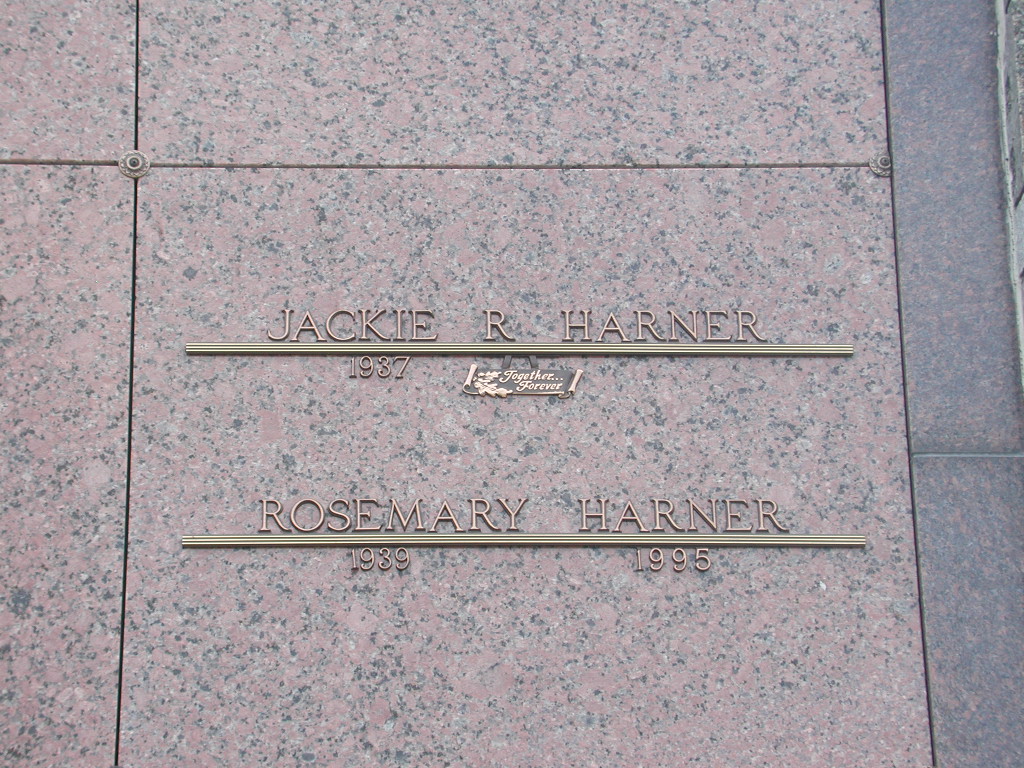 JACKIE R HARNER
1937
Together...
Forever
ROSEMARY HARNER
1939 1995